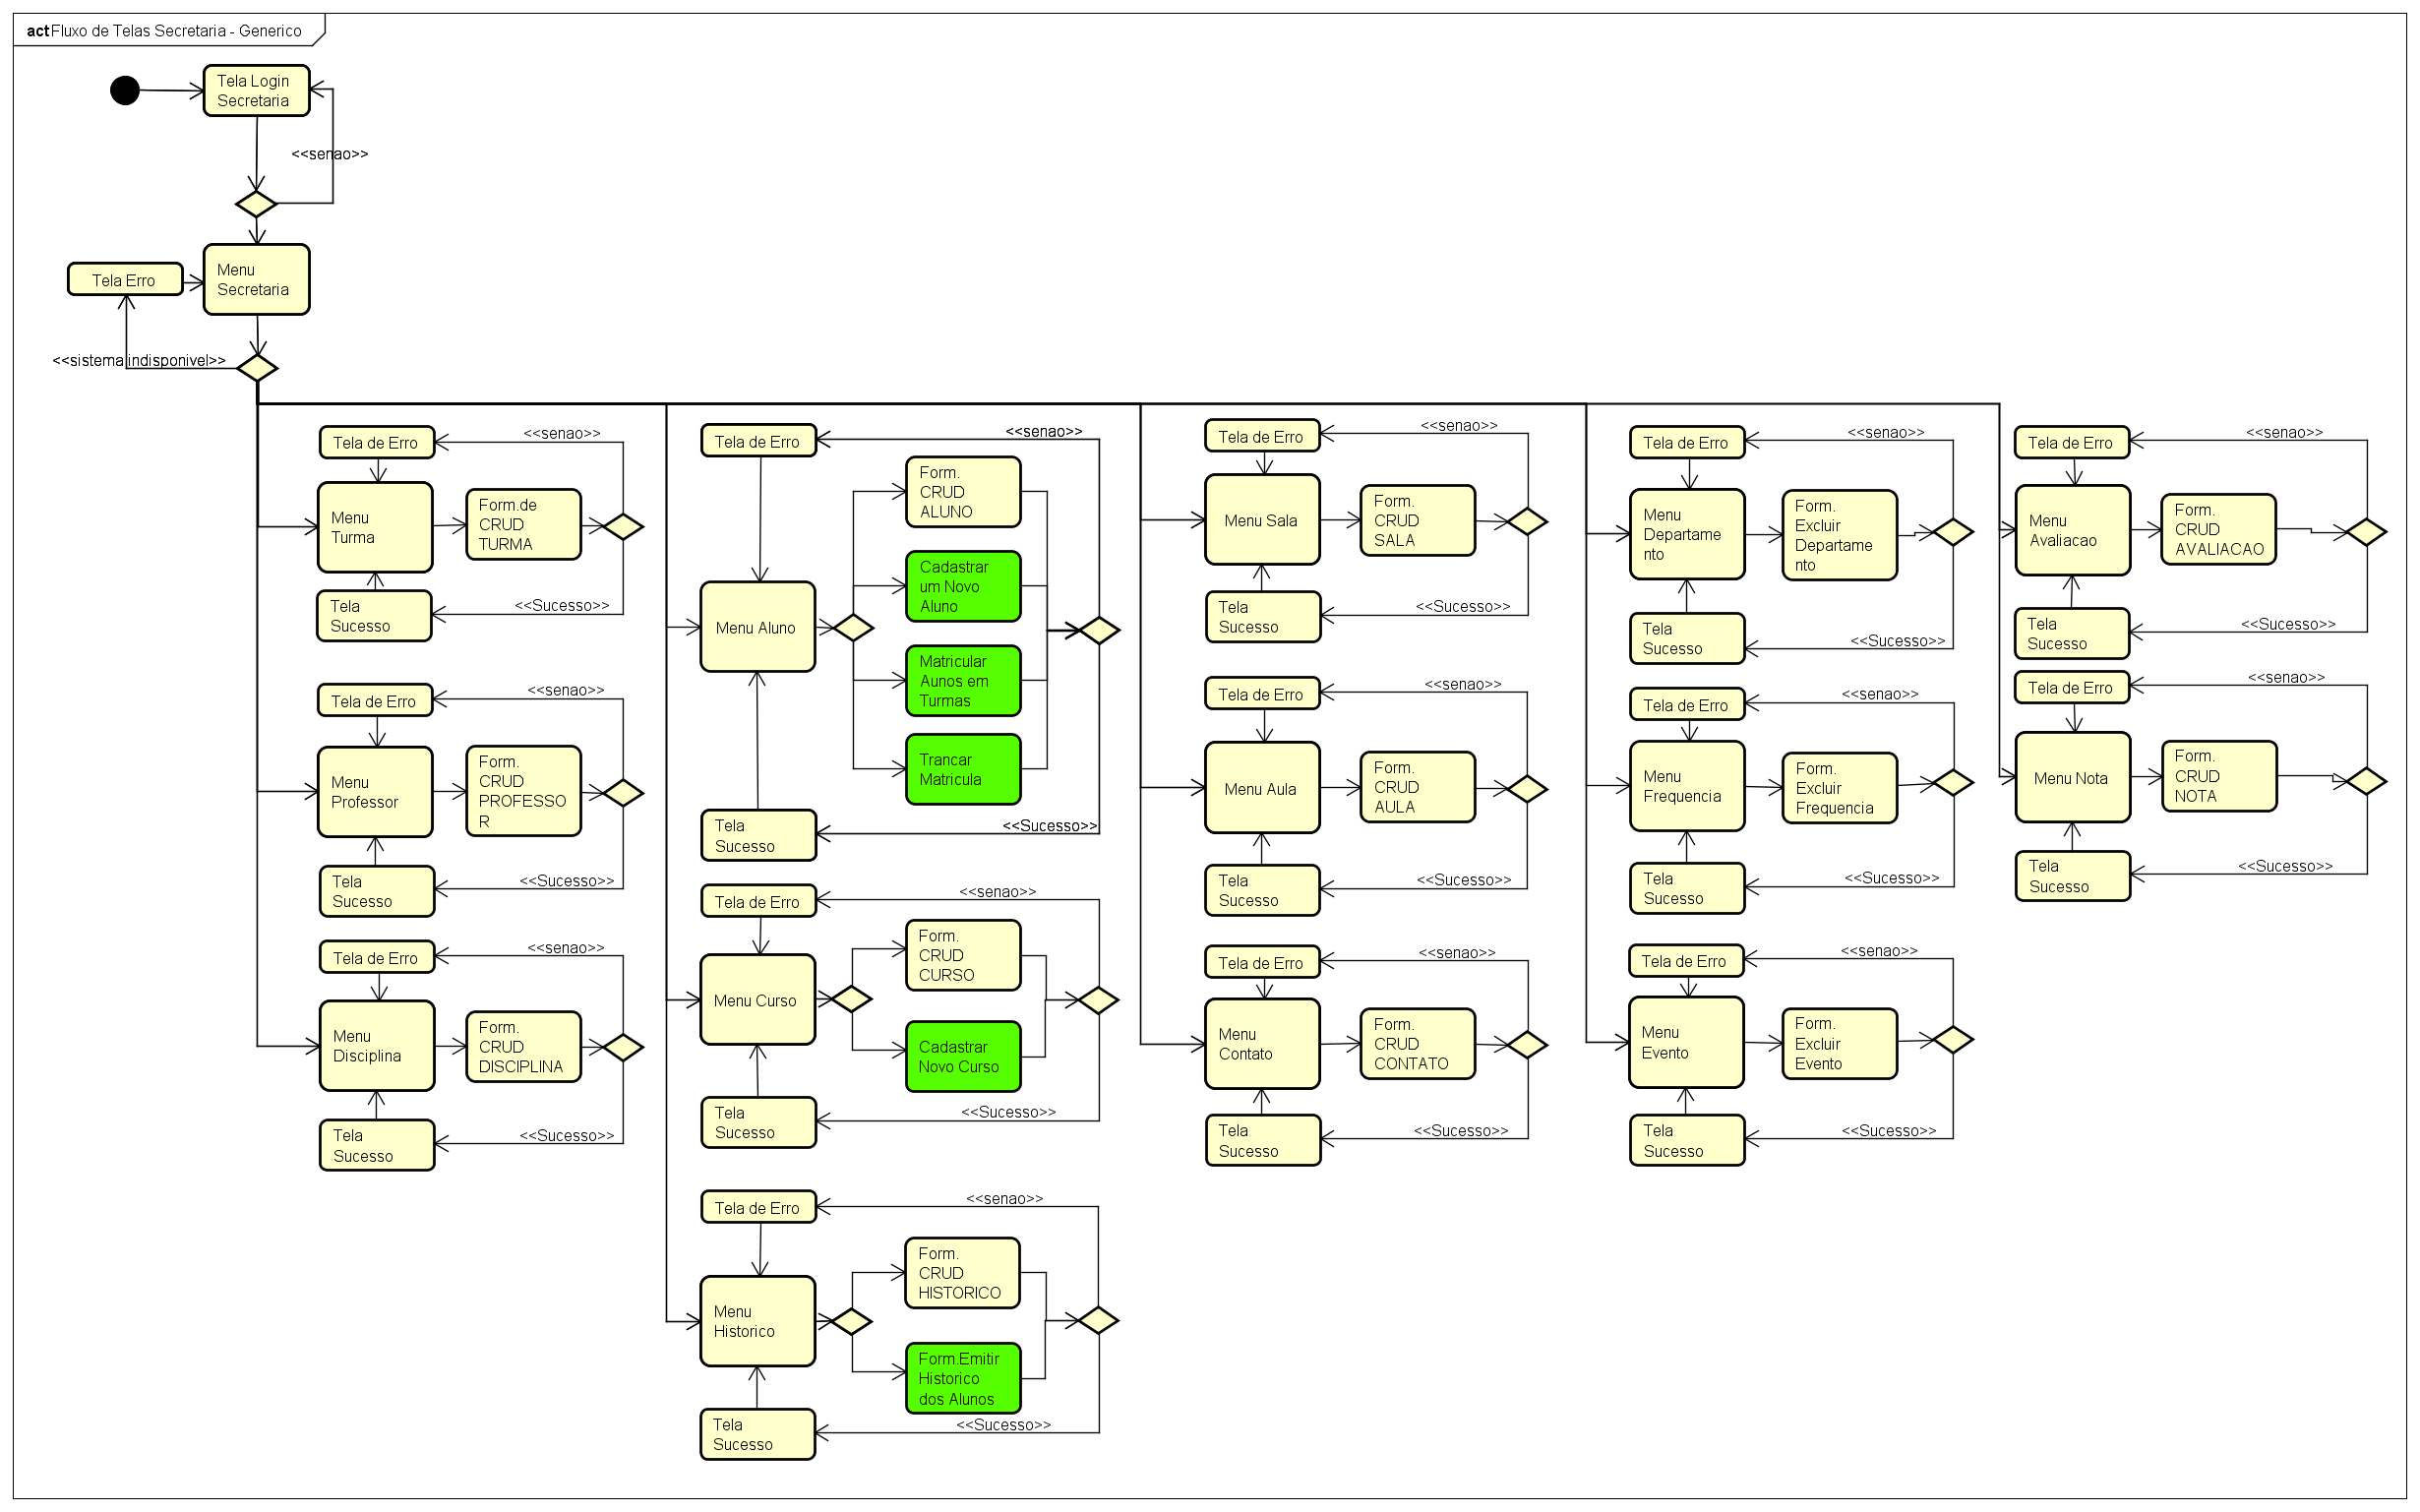 act Fluxo de Telas Secretaria - Generico
Tela Login
Secretaria
<<senao>>
Menu
Secretaria
Tela Erro
<<sistema indisponivel>>
Tela de Erro
<<senao>>
Menu
Turma
Form.de
CRUD
TURMA
Tela
Sucesso
<<Sucesso>>
Tela de Erro
<<senao>>
Menu
Professor
Form.
CRUD
PROFESSO
R
Tela
Sucesso
<<Sucesso>>
Tela de Erro
<<senao>>
Menu
Disciplina
Form.
CRUD
DISCIPLINA
Tela
Sucesso
<<Sucesso>>
Tela de Erro
<<senao>>
Form.
CRUD
ALUNO
Cadastrar
um Novo
Aluno
Menu Aluno
Matricular
Aunos em
Turmas
Trancar
Matricula
Tela
Sucesso
<<Sucesso>>
Tela de Erro
<<senao>>
Form.
CRUD
CURSO
Menu Curso
Cadastrar
Novo Curso
Tela
Sucesso
<<Sucesso>>
Tela de Erro
<<senao>>
Form.
CRUD
HISTORICO
Menu
Historico
Form.Emitir
Historico
dos Alunos
Tela
Sucesso
<<Sucesso>>
Tela de Erro
<<senao>>
Menu Sala
Form.
CRUD
SALA
Tela
Sucesso
<<Sucesso>>
Tela de Erro
<<senao>>
Menu Aula
Form.
CRUD
AULA
Tela
Sucesso
<<Sucesso>>
Tela de Erro
<<senao>>
Menu
Contato
Form.
CRUD
CONTATO
Tela
Sucesso
<<Sucesso>>
Tela de Erro
<<senao>>
Menu
Departame
nto
Form.
Excluir
Departame
nto
Tela
Sucesso
<<Sucesso>>
Tela de Erro
<<senao>>
Menu
Frequencia
Form.
Excluir
Frequencia
Tela
Sucesso
<<Sucesso>>
Tela de Erro
<<senao>>
Menu
Evento
Form.
Excluir
Evento
Tela
Sucesso
<<Sucesso>>
Tela de Erro
<<senao>>
Menu
Avaliacao
Form.
CRUD
AVALIACAO
Tela
Sucesso
<<Sucesso>>
Tela de Erro
<<senao>>
Menu Nota
Form.
CRUD
NOTA
Tela
Sucesso
<<Sucesso>>